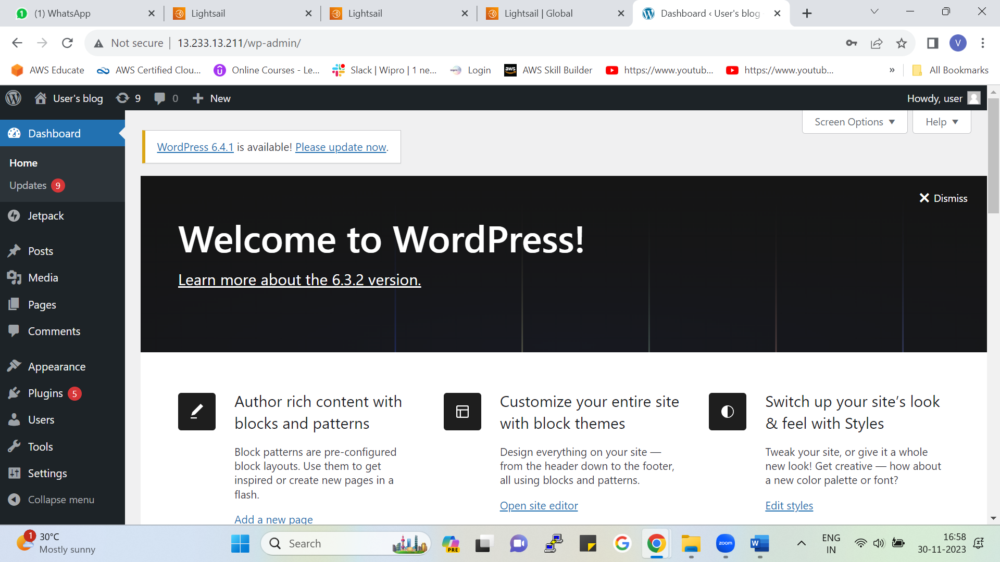 1
(1) WhatsApp
Lightsail
Lightsail
Lightsail | Global
Dashboard ‹ User's blog
Not secure
13.233.13.211/wp-admin/
V
AWS Educate
AWS Certified Clou...
Online Courses - Le...
Slack | Wipro | 1 ne...
Login
aws
AWS Skill Builder
https://www.youtub...
https://www.youtub...
»
All Bookmarks
User's blog
9
0
New
Howdy, user
Screen Options
Help
Dashboard
Home
Updates 9
Jetpack
Posts
Media
Pages
Comments
Appearance
Plugins 5
Users
Tools
Settings
Collapse menu
WordPress 6.4.1 is available! Please update now.
Dismiss
Welcome to WordPress!
Learn more about the 6.3.2 version.
Author rich content with
blocks and patterns
Block patterns are pre-configured
block layouts. Use them to get
inspired or create new pages in a
flash.
Add a new page
Customize your entire site
with block themes
Design everything on your site —
from the header down to the footer,
all using blocks and patterns.
Open site editor
Switch up your site’s look
& feel with Styles
Tweak your site, or give it a whole
new look! Get creative — how about
a new color palette or font?
Edit styles
1
30°C
Mostly sunny
Search
PRE
zoom
W
ENG
IN
16:58
30-11-2023